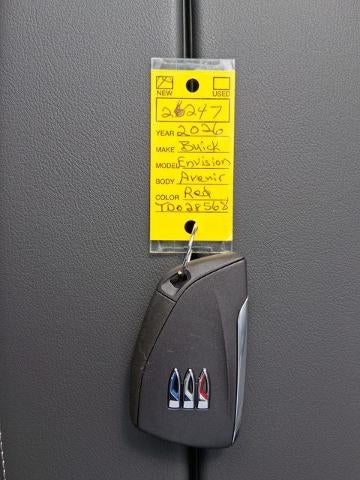 NEW USED
26247
YEAR 2026
MAKE Buick
MODEL Envision
BODY Avenir
COLOR Red
TD028568